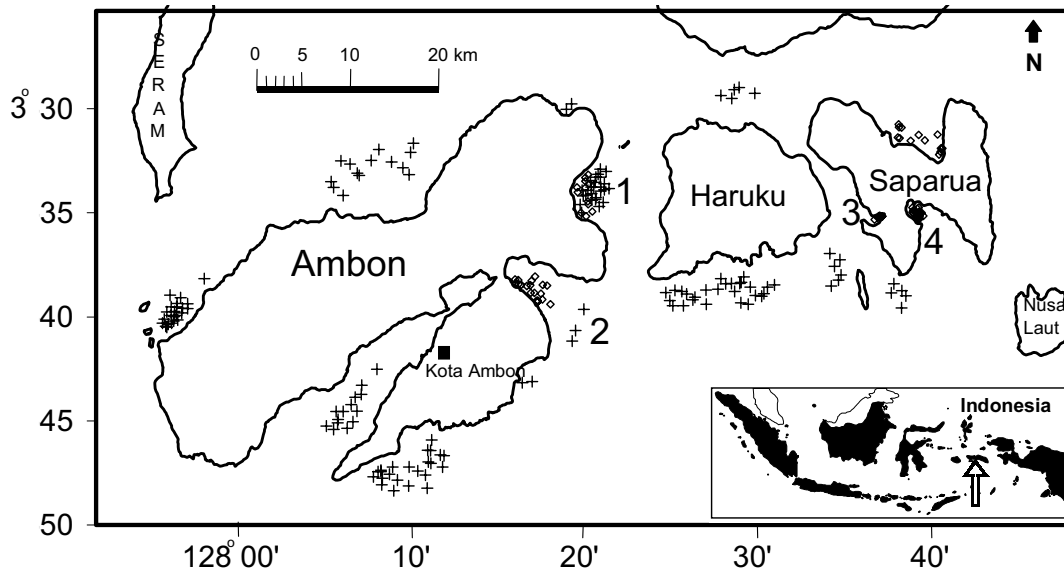 SERAM
0 5 10 20 km
N
3° 30
35
40
45
50
1
Haruku
Saparua
3
4
Ambon
2
Nusa
Laut
Kota Ambon
Indonesia
128°00' 10' 20' 30' 40'